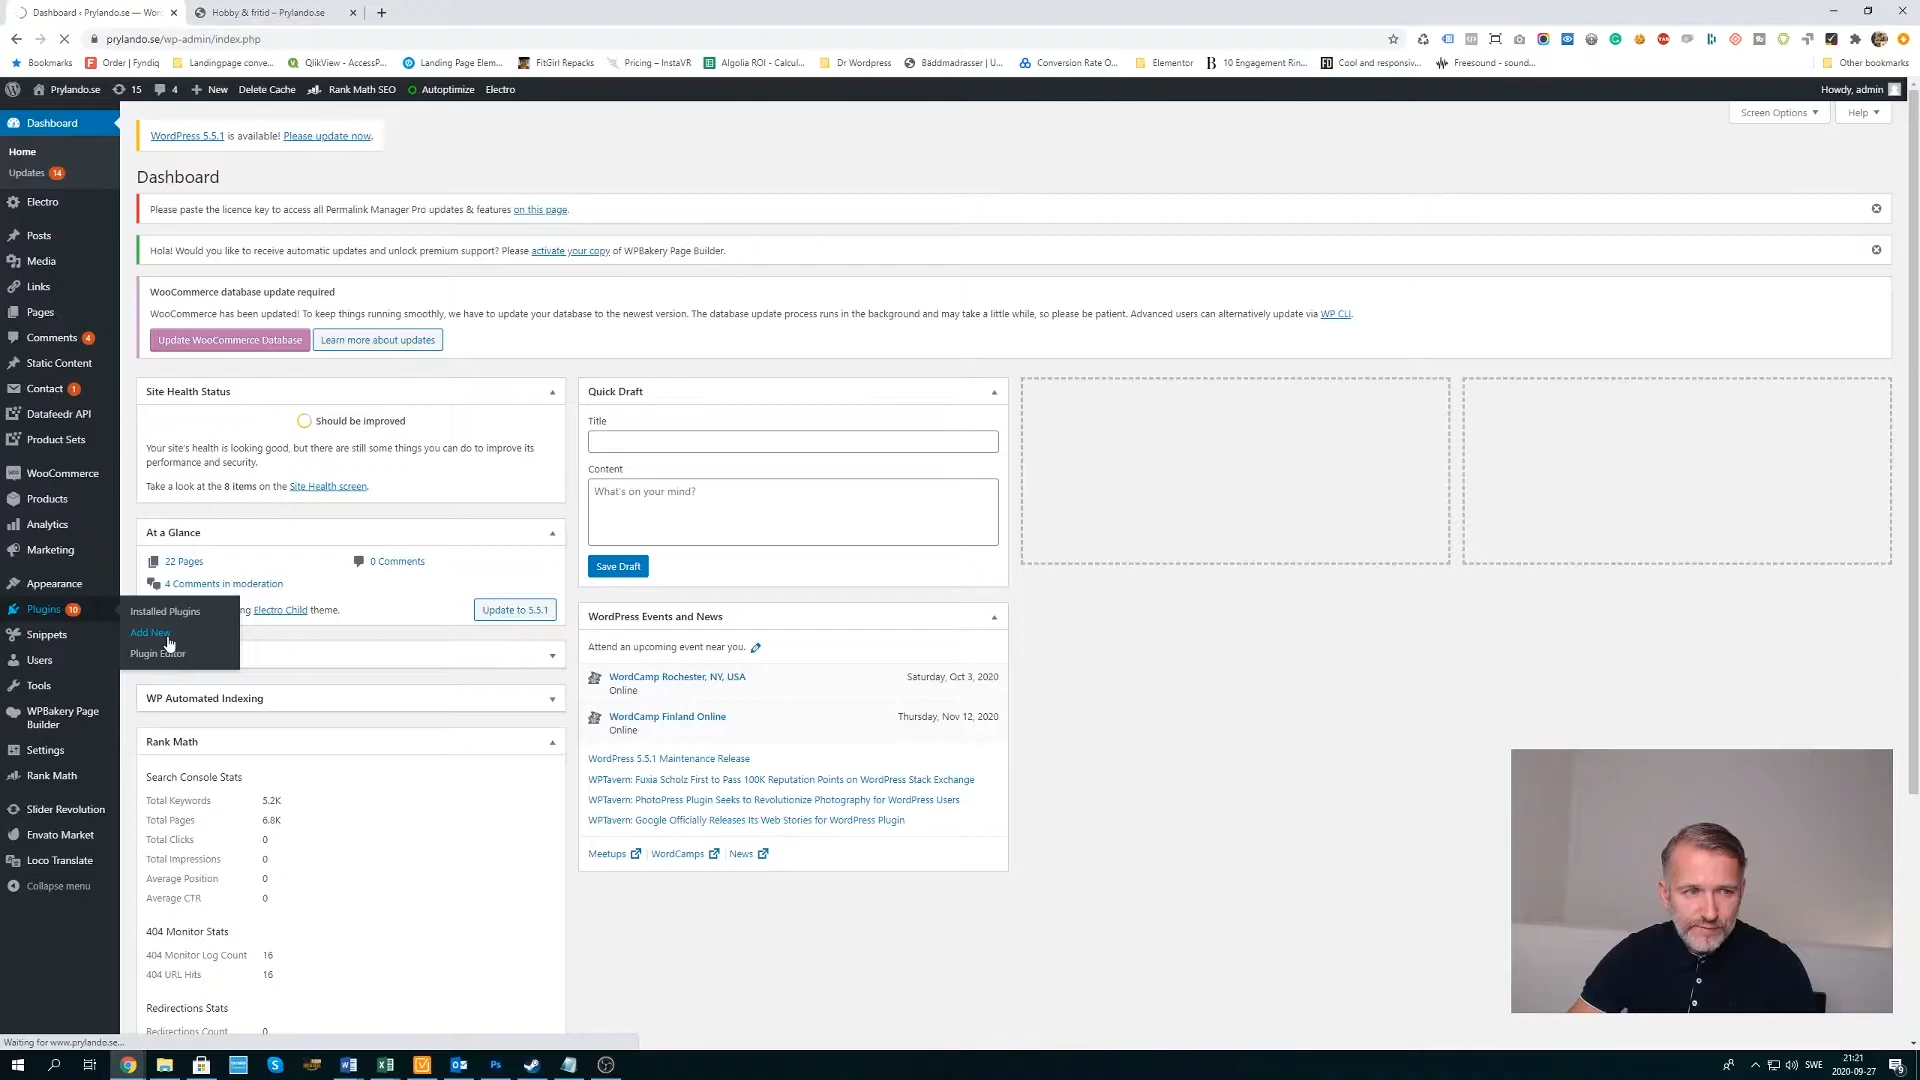 Dashboard ‹ Prylando.se — Wor
Hobby & fritid – Prylando.se
prylando.se/wp-admin/index.php
Bookmarks
Order | Fyndiq
Landingpage conve...
QlikView - AccessP...
Landing Page Elem...
FitGirl Repacks
Pricing – InstaVR
Algolia ROI - Calcul...
Dr Wordpress
Bäddmadrasser | U...
Conversion Rate O...
Elementor
10 Engagement Rin...
Cool and responsiv...
Freesound - soun...
Other bookmarks
Prylando.se
15
4
New
Delete Cache
Rank Math SEO
Autoptimize
Electro
Howdy, admin
Screen Options
Help
Dashboard
Home
Updates 14
Electro
Posts
Media
Links
Pages
Comments 4
Static Content
Contact 1
Datafeedr API
Product Sets
WooCommerce
Products
Analytics
Marketing
Appearance
Plugins 10
Snippets
Users
Tools
WPBakery Page
Builder
Settings
Rank Math
Slider Revolution
Envato Market
Loco Translate
Collapse menu
Installed Plugins
Add New
Plugin Editor
WordPress 5.5.1 is available! Please update now.
Dashboard
Please paste the licence key to access all Permalink Manager Pro updates & features on this page.
Hola! Would you like to receive automatic updates and unlock premium support? Please activate your copy of WPBakery Page Builder.
WooCommerce database update required
WooCommerce has been updated! To keep things running smoothly, we have to update your database to the newest version. The database update process runs in the background and may take a little while, so please be patient. Advanced users can alternatively update via WP CLI.
Update WooCommerce Database
Learn more about updates
Site Health Status
Should be improved
Your site's health is looking good, but there are still some things you can do to improve its
performance and security.
Take a look at the 8 items on the Site Health screen.
At a Glance
22 Pages
0 Comments
4 Comments in moderation
ng Electro Child theme.
Update to 5.5.1
WP Automated Indexing
Rank Math
Search Console Stats
Total Keywords 5.2K
Total Pages 6.8K
Total Clicks 0
Total Impressions 0
Average Position 0
Average CTR 0
404 Monitor Stats
404 Monitor Log Count 16
404 URL Hits 16
Redirections Stats
Redirections Count 0
Quick Draft
Title
Content
What's on your mind?
Save Draft
WordPress Events and News
Attend an upcoming event near you.
WordCamp Rochester, NY, USA
Saturday, Oct 3, 2020
Online
WordCamp Finland Online
Thursday, Nov 12, 2020
Online
WordPress 5.5.1 Maintenance Release
WPTavern: Fuxia Scholz First to Pass 100K Reputation Points on WordPress Stack Exchange
WPTavern: PhotoPress Plugin Seeks to Revolutionize Photography for WordPress Users
WPTavern: Google Officially Releases Its Web Stories for WordPress Plugin
Meetups
WordCamps
News
Waiting for www.prylando.se...
SWE
21:21
2020-09-27